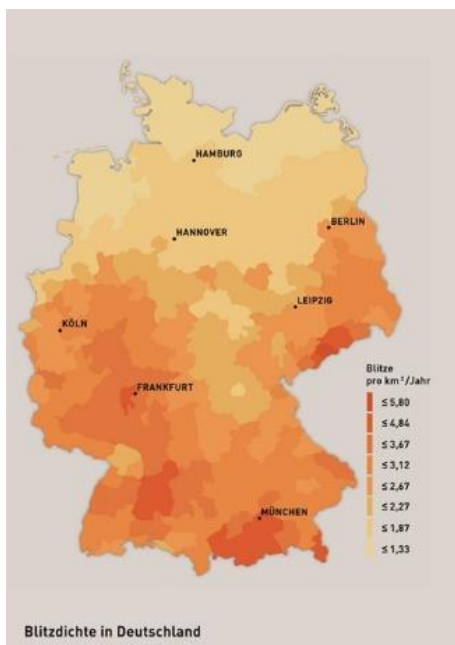 HAMBURG
BERLIN
HANNOVER
LEIPZIG
KÖLN
FRANKFURT
MÜNCHEN
Blitze
pro km²/Jahr
≤ 5,80
≤ 4,84
≤ 3,67
≤ 3,12
≤ 2,67
≤ 2,27
≤ 1,87
≤ 1,33
Blitzdichte in Deutschland